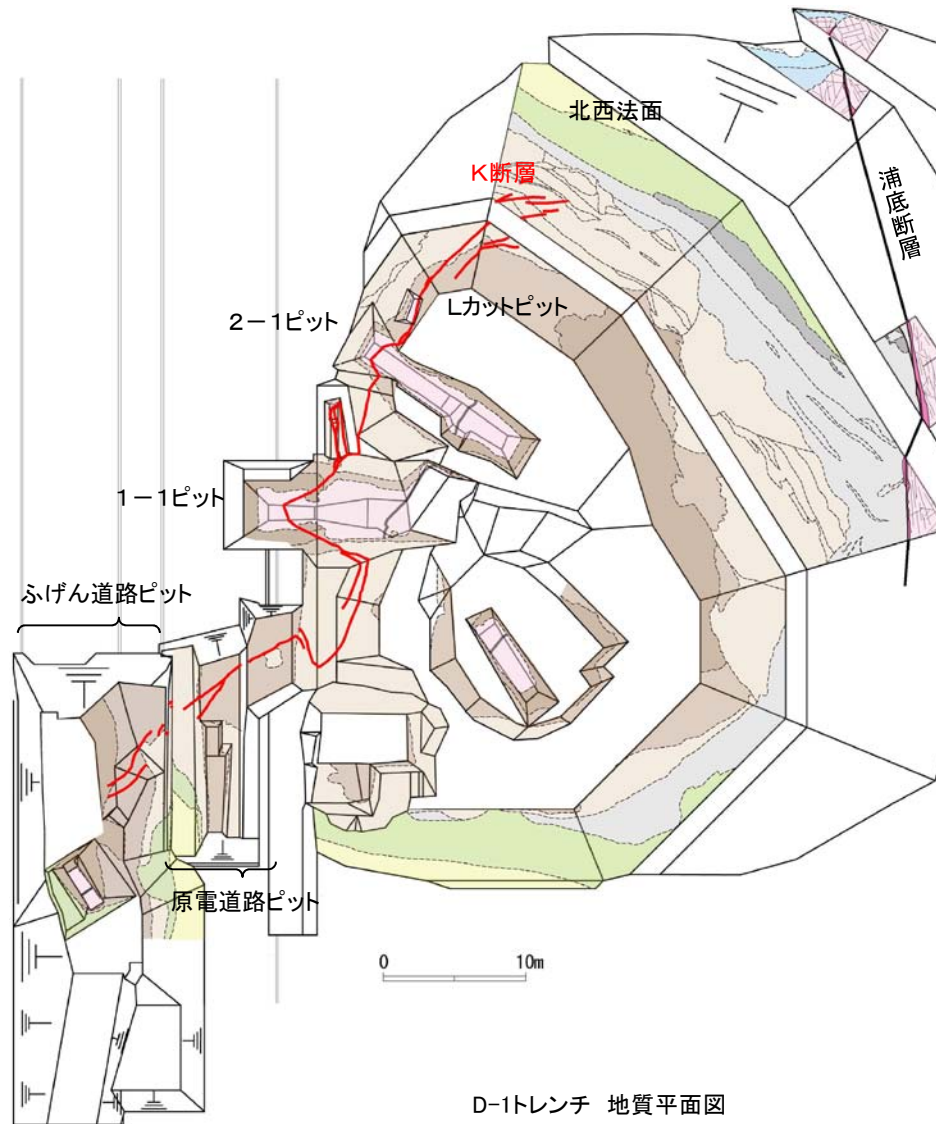 北西法面
K断層
浦底断層
2-1ピット
Lカットピット
1-1ピット
ふげん道路ピット
原電道路ピット
0 10m
D-1トレンチ 地質平面図